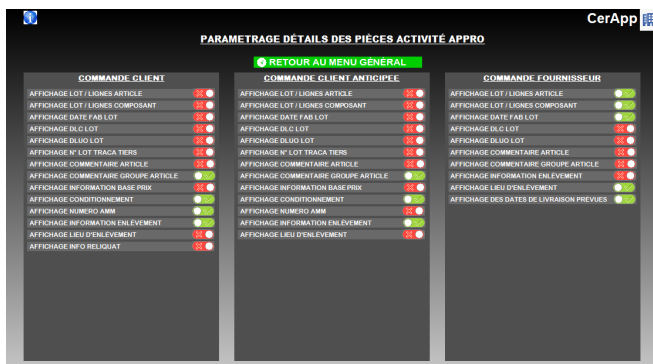 CerApp
PARAMETRAGE DÉTAILS DES PIÈCES ACTIVITÉ APPRO
RETOUR AU MENU GÉNÉRAL
COMMANDE CLIENT
AFFICHAGE LOT / LIGNES ARTICLE
AFFICHAGE LOT / LIGNES COMPOSANT
AFFICHAGE DATE FAB LOT
AFFICHAGE DLC LOT
AFFICHAGE DLUO LOT
AFFICHAGE N° LOT TRACA TIERS
AFFICHAGE COMMENTAIRE ARTICLE
AFFICHAGE COMMENTAIRE GROUPE ARTICLE
AFFICHAGE INFORMATION BASE PRIX
AFFICHAGE CONDITIONNEMENT
AFFICHAGE NUMERO AMM
AFFICHAGE INFORMATION ENLÈVEMENT
AFFICHAGE LIEU D'ENLÈVEMENT
AFFICHAGE INFO RELIQUAT
COMMANDE CLIENT ANTICIPEE
AFFICHAGE LOT / LIGNES ARTICLE
AFFICHAGE LOT / LIGNES COMPOSANT
AFFICHAGE DATE FAB LOT
AFFICHAGE DLC LOT
AFFICHAGE DLUO LOT
AFFICHAGE N° LOT TRACA TIERS
AFFICHAGE COMMENTAIRE ARTICLE
AFFICHAGE COMMENTAIRE GROUPE ARTICLE
AFFICHAGE INFORMATION BASE PRIX
AFFICHAGE CONDITIONNEMENT
AFFICHAGE NUMERO AMM
AFFICHAGE INFORMATION ENLÈVEMENT
AFFICHAGE LIEU D'ENLÈVEMENT
COMMANDE FOURNISSEUR
AFFICHAGE LOT / LIGNES ARTICLE
AFFICHAGE LOT / LIGNES COMPOSANT
AFFICHAGE DATE FAB LOT
AFFICHAGE DLC LOT
AFFICHAGE DLUO LOT
AFFICHAGE COMMENTAIRE ARTICLE
AFFICHAGE COMMENTAIRE GROUPE ARTICLE
AFFICHAGE INFORMATION ENLÈVEMENT
AFFICHAGE LIEU D'ENLÈVEMENT
AFFICHAGE DES DATES DE LIVRAISON PRÉVUES